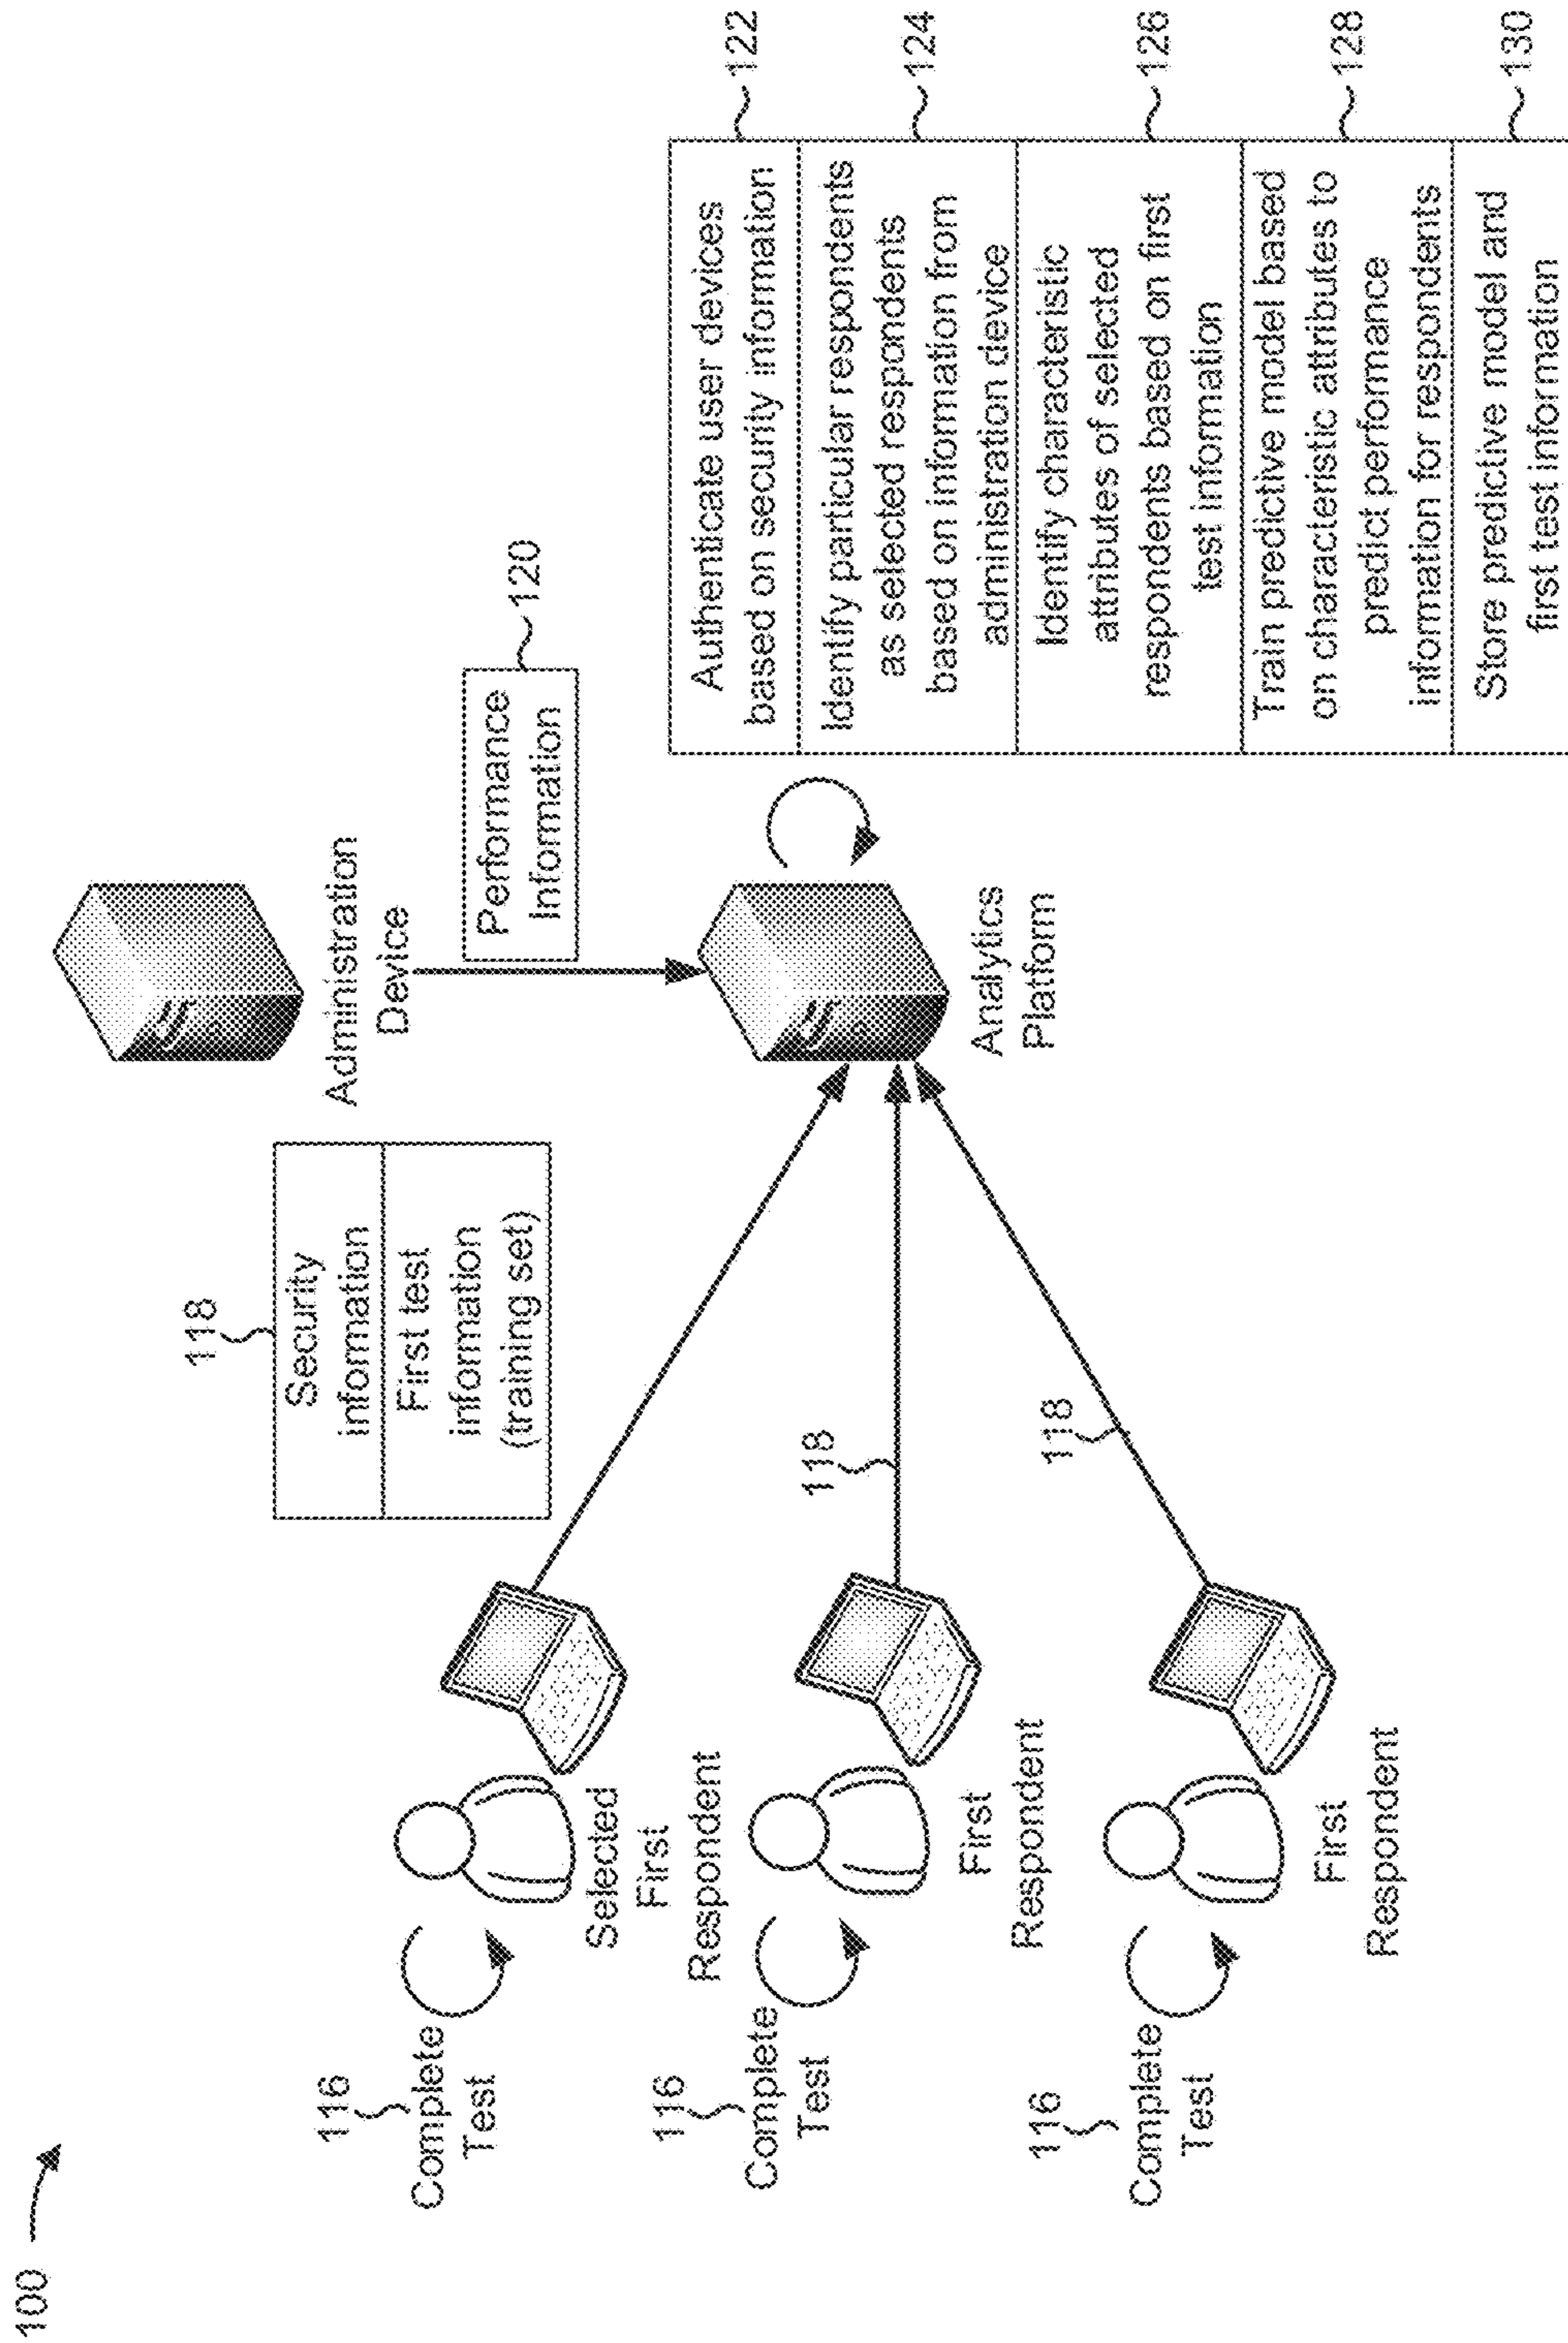 100
116
Complete
Test
Selected
First
Respondent
116
Complete
Test
First
Respondent
116
Complete
Test
First
Respondent
118
Security
information
First test
information
(training set)
118
118
Administration
Device
Performance
Information
120
Analytics
Platform
Authenticate user devices
based on security information
122
Identify particular respondents
as selected respondents
based on information from
administration device
124
Identify characteristic
attributes of selected
respondents based on first
test information
126
Train predictive model based
on characteristic attributes to
predict performance
information for respondents
128
Store predictive model and
first test information
130